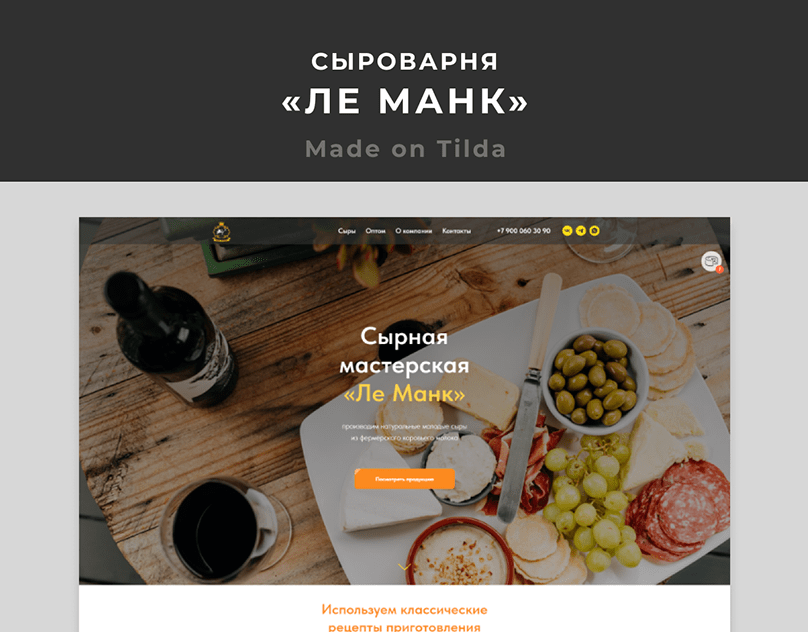 СЫРОВАРНЯ
«ЛЕ МАНК»
Made on Tilda
Сыры Оптом О компании Контакты +7 900 060 30 90
Сырная
мастерская
«Ле Манк»
производим натуральные молодые сыры
из фермерского коровьего молока
Посмотреть продукцию
Используем классические
рецепты приготовления